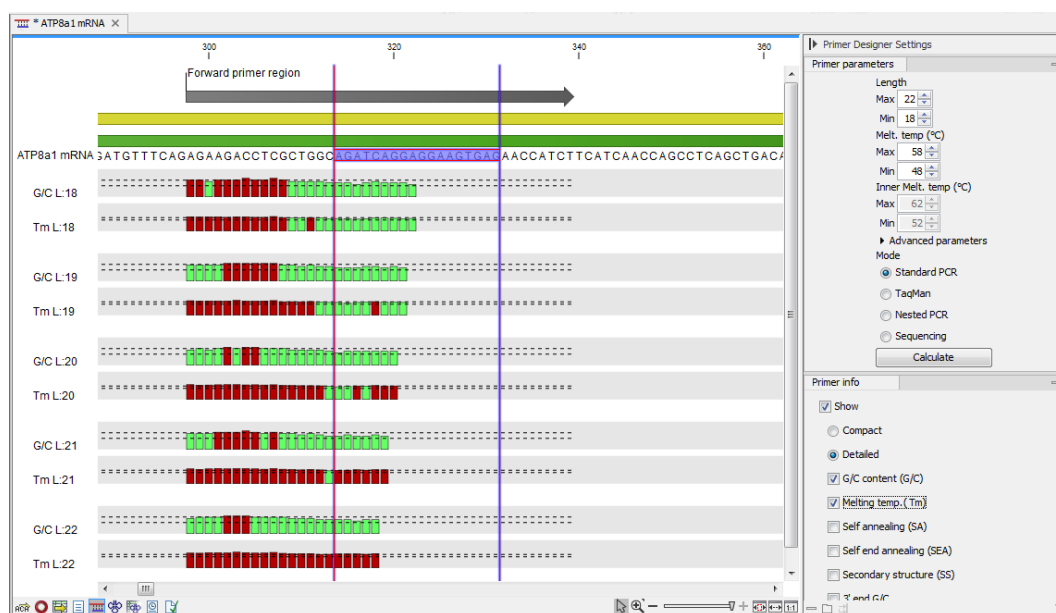 * ATP8a1 mRNA
300 320 340 360
Forward primer region
ATP8a1 mRNA GATGTTTCAGAGAAGACCTCGCTGGCAGATCAGGAGGAAGTGAGAACCATCTTCATCAACCAGCCTCAGCTGACA
G/C L:18
Tm L:18
G/C L:19
Tm L:19
G/C L:20
Tm L:20
G/C L:21
Tm L:21
G/C L:22
Tm L:22
Primer Designer Settings
Primer parameters
Length
Max 22
Min 18
Melt. temp (°C)
Max 58
Min 48
Inner Melt. temp (°C)
Max 62
Min 52
Advanced parameters
Mode
Standard PCR
TaqMan
Nested PCR
Sequencing
Calculate
Primer info
Show
Compact
Detailed
G/C content (G/C)
Melting temp. (Tm)
Self annealing (SA)
Self end annealing (SEA)
Secondary structure (SS)
3' end G/C
1:1